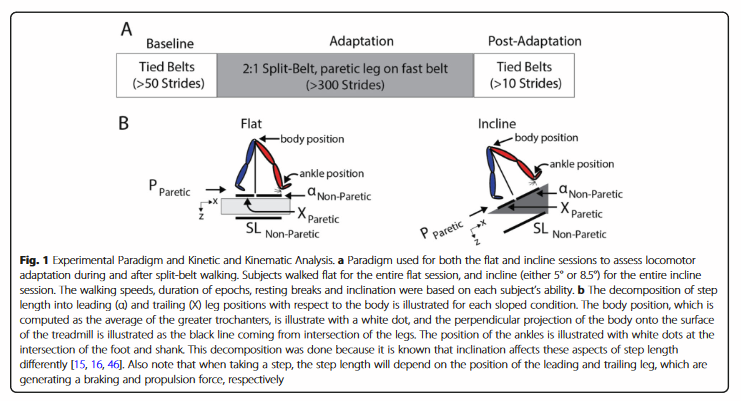 A
Baseline Adaptation Post-Adaptation
Tied Belts
(>50 Strides)
2:1 Split-Belt, paretic leg on fast belt
(>300 Strides)
Tied Belts
(>10 Strides)
B
Flat
body position
ankle position
P Paretic
α Non-Paretic
X Paretic
x
z
SL Non-Paretic
Incline
body position
ankle position
α Non-Paretic
X Paretic
P Paretic
x
z
SL Non-Paretic
Fig. 1 Experimental Paradigm and Kinetic and Kinematic Analysis. a Paradigm used for both the flat and incline sessions to assess locomotor
adaptation during and after split-belt walking. Subjects walked flat for the entire flat session, and incline (either 5° or 8.5°) for the entire incline
session. The walking speeds, duration of epochs, resting breaks and inclination were based on each subject's ability. b The decomposition of step
length into leading (α) and trailing (X) leg positions with respect to the body is illustrated for each sloped condition. The body position, which is
computed as the average of the greater trochanters, is illustrate with a white dot, and the perpendicular projection of the body onto the surface
of the treadmill is illustrated as the black line coming from intersection of the legs. The position of the ankles is illustrated with white dots at the
intersection of the foot and shank. This decomposition was done because it is known that inclination affects these aspects of step length
differently [15, 16, 46]. Also note that when taking a step, the step length will depend on the position of the leading and trailing leg, which are
generating a braking and propulsion force, respectively